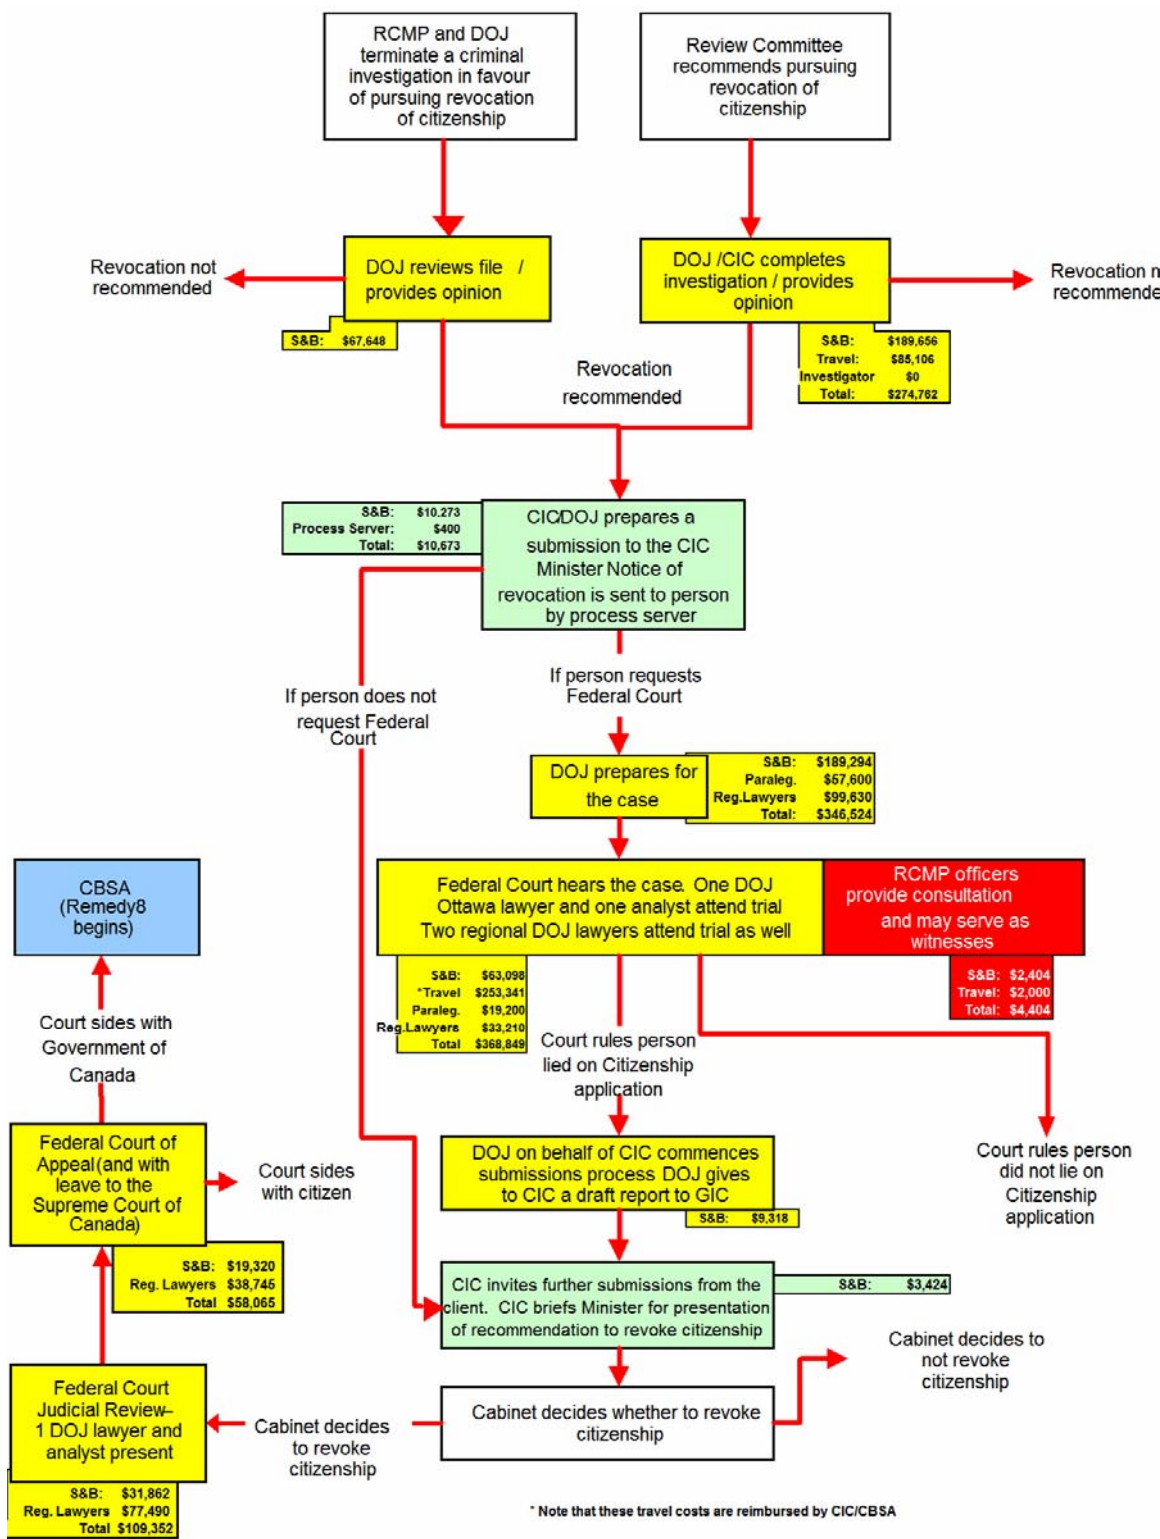 RCMP and DOJ
terminate a criminal
investigation in favour
of pursuing revocation
of citizenship
Review Committee
recommends pursuing
revocation of
citizenship
Revocation not
recommended
DOJ reviews file /
provides opinion
S&B: $67,648
DOJ /CIC completes
investigation / provides
opinion
Revocation n
recommende
S&B: $189,656
Travel: $85,106
Investigator $0
Total: $274,762
Revocation
recommended
S&B: $10.273
Process Server: $400
Total: $10,673
CIC/DOJ prepares a
submission to the CIC
Minister Notice of
revocation is sent to person
by process server
If person does not
request Federal
Court
If person requests
Federal Court
DOJ prepares for
the case
S&B: $189,294
Paraleg. $57,600
Reg.Lawyers $99,630
Total: $346,524
CBSA
(Remedy8
begins)
Federal Court hears the case. One DOJ
Ottawa lawyer and one analyst attend trial
Two regional DOJ lawyers attend trial as well
RCMP officers
provide consultation
and may serve as
witnesses
S&B: $63,098
*Travel $253,341
Paraleg. $19,200
Reg.Lawyers $33,210
Total $368,849
S&B: $2,404
Travel: $2,000
Total: $4,404
Court sides with
Government of
Canada
Court rules person
lied on Citizenship
application
Federal Court of
Appeal(and with
leave to the
Supreme Court of
Canada)
Court sides
with citizen
DOJ on behalf of CIC commences
submissions process DOJ gives
to CIC a draft report to GIC
S&B: $9,318
Court rules person
did not lie on
Citizenship
application
S&B: $19,320
Reg. Lawyers $38,745
Total $58,065
CIC invites further submissions from the
client. CIC briefs Minister for presentation
of recommendation to revoke citizenship
S&B: $3,424
Cabinet decides to
not revoke
citizenship
Federal Court
Judicial Review–
1 DOJ lawyer and
analyst present
Cabinet decides
to revoke
citizenship
Cabinet decides whether to revoke
citizenship
S&B: $31,862
Reg. Lawyers $77,490
Total $109,352
* Note that these travel costs are reimbursed by CIC/CBSA